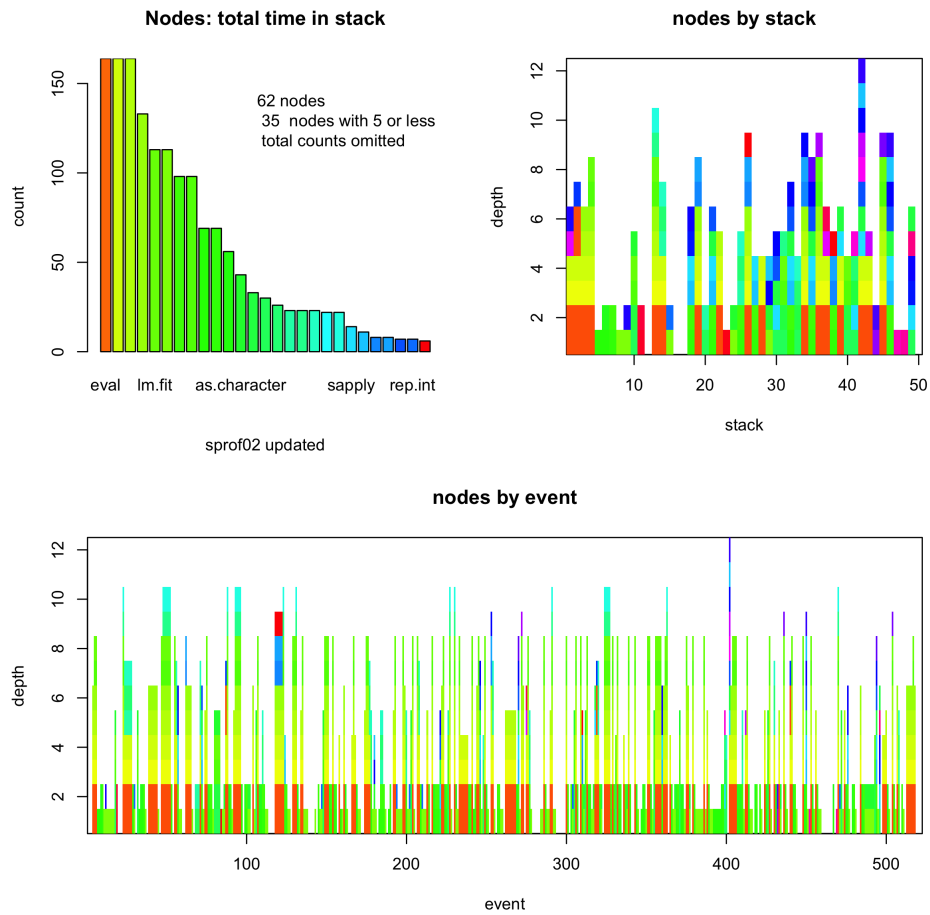 Nodes: total time in stack
150
100
50
0
count
62 nodes
35  nodes with 5 or less
total counts omitted
eval lm.fit as.character sapply rep.int
sprof02 updated
nodes by stack
12
10
8
6
4
2
depth
10 20 30 40 50
stack
nodes by event
12
10
8
6
4
2
depth
100 200 300 400 500
event